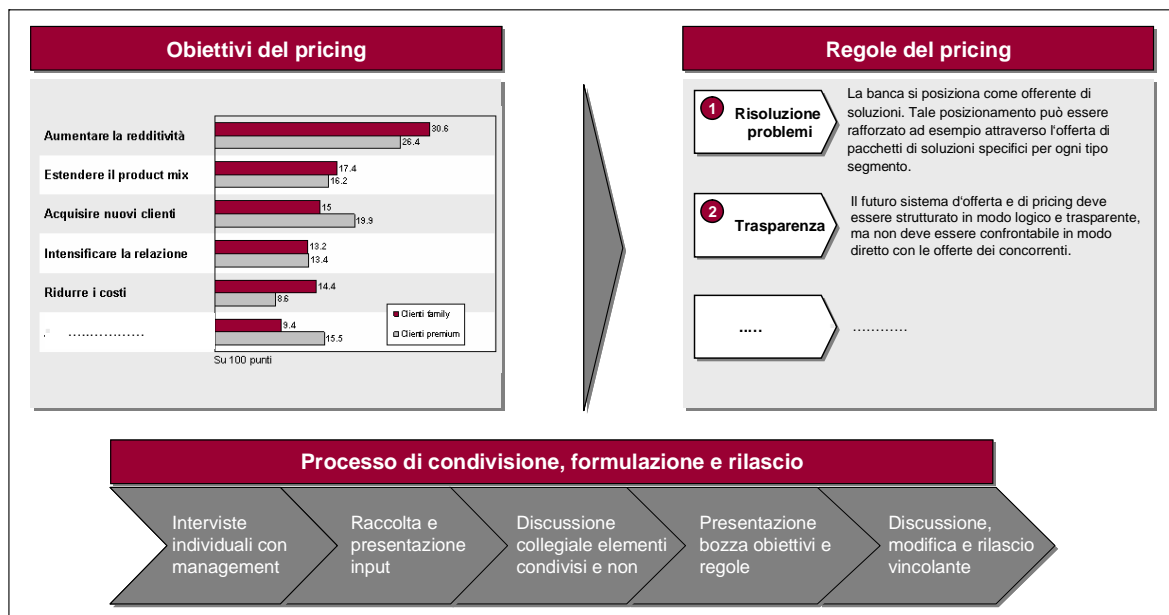 Obiettivi del pricing
Aumentare la redditività
30.6
26.4
Estendere il product mix
17.4
16.2
Acquisire nuovi clienti
15
19.9
Intensificare la relazione
13.2
13.4
Ridurre i costi
14.4
8.6
..................
9.4
15.5
Clienti family
Clienti premium
Su 100 punti
Regole del pricing
1
Risoluzione
problemi
La banca si posiziona come offerente di
soluzioni. Tale posizionamento può essere
rafforzato ad esempio attraverso l'offerta di
pacchetti di soluzioni specifici per ogni tipo
segmento.
2
Trasparenza
Il futuro sistema d'offerta e di pricing deve
essere strutturato in modo logico e trasparente,
ma non deve essere confrontabile in modo
diretto con le offerte dei concorrenti.
.....
............
Processo di condivisione, formulazione e rilascio
Interviste
individuali con
management
Raccolta e
presentazione
input
Discussione
collegiale elementi
condivisi e non
Presentazione
bozza obiettivi e
regole
Discussione,
modifica e rilascio
vincolante